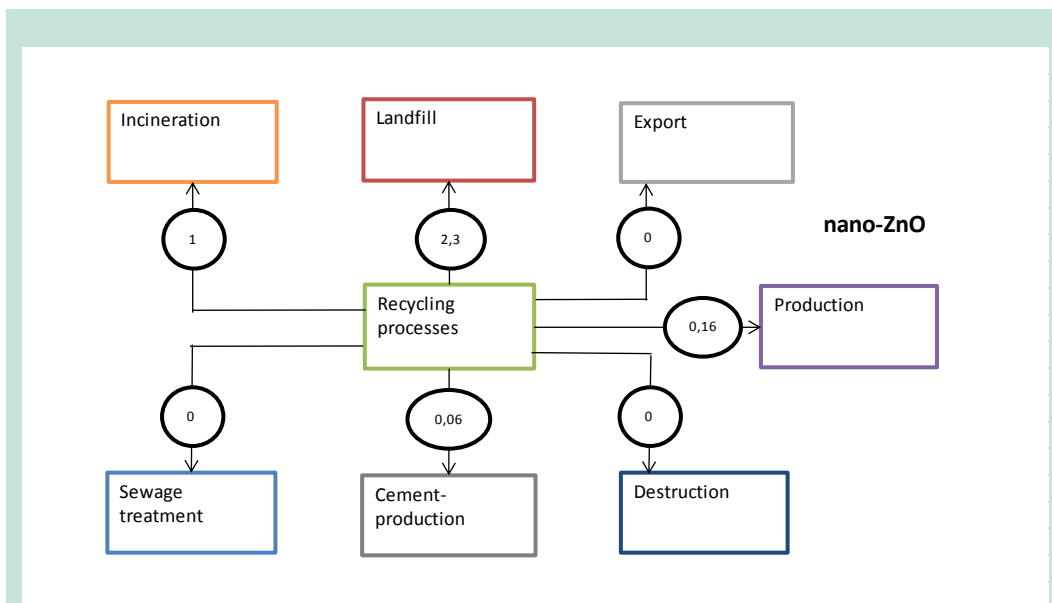 Incineration
Landfill
Export
1
2,3
0
nano-ZnO
Recycling
processes
Production
0,16
0
0,06
0
Sewage
treatment
Cement-
production
Destruction